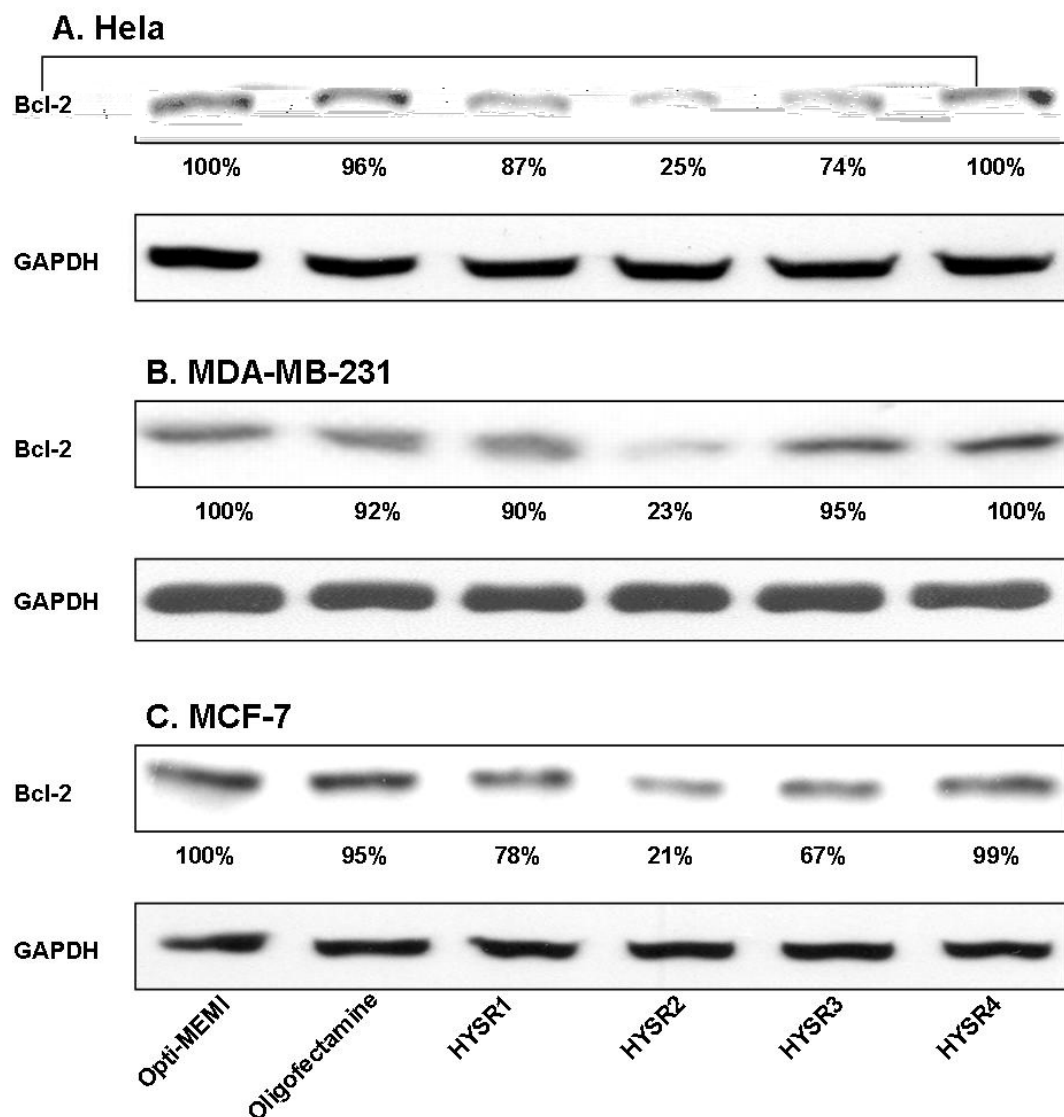 A. Hela
Bcl-2
100% 96% 87% 25% 74% 100%
GAPDH
B. MDA-MB-231
Bcl-2
100% 92% 90% 23% 95% 100%
GAPDH
C. MCF-7
Bcl-2
100% 95% 78% 21% 67% 99%
GAPDH
Opti-MEMI Oligofectamine HYSR1 HYSR2 HYSR3 HYSR4